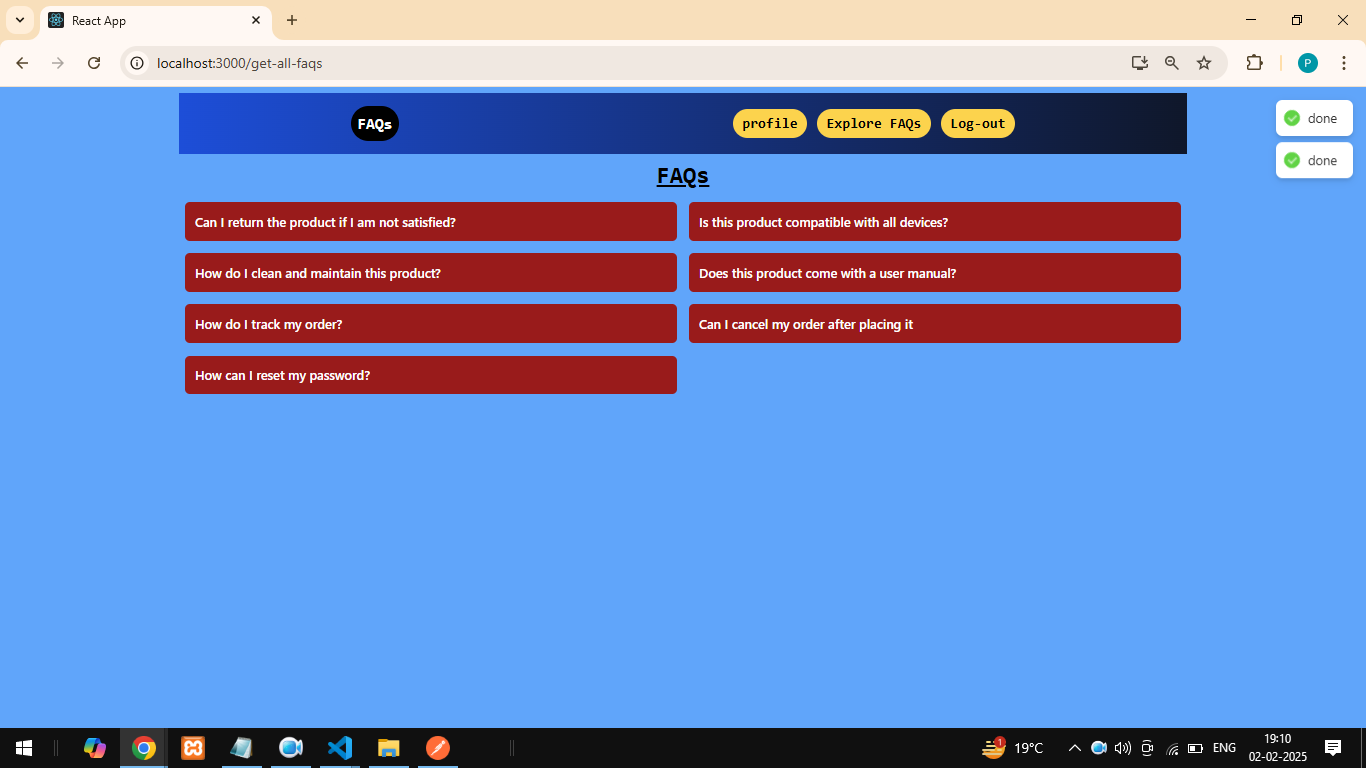 React App
localhost:3000/get-all-faqs
P
FAQs
profile
Explore FAQs
Log-out
done
done
FAQs
Can I return the product if I am not satisfied?
Is this product compatible with all devices?
How do I clean and maintain this product?
Does this product come with a user manual?
How do I track my order?
Can I cancel my order after placing it
How can I reset my password?
1
19°C
ENG
19:10
02-02-2025